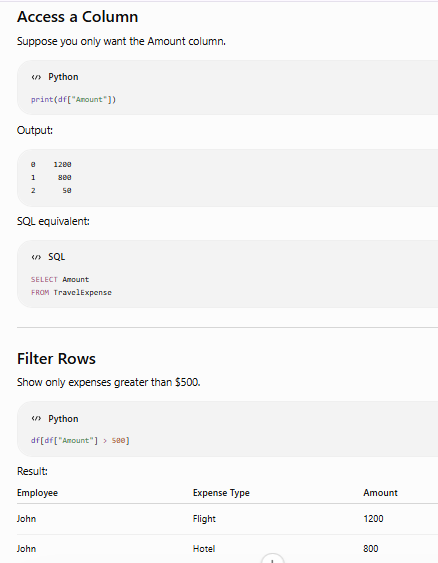 Access a Column
Suppose you only want the Amount column.
</> Python
print(df["Amount"])
Output:
0    1200
1     800
2      50
SQL equivalent:
</> SQL
SELECT Amount
FROM TravelExpense
Filter Rows
Show only expenses greater than $500.
</> Python
df[df["Amount"] > 500]
Result:
Employee Expense Type Amount
John Flight 1200
John Hotel 800